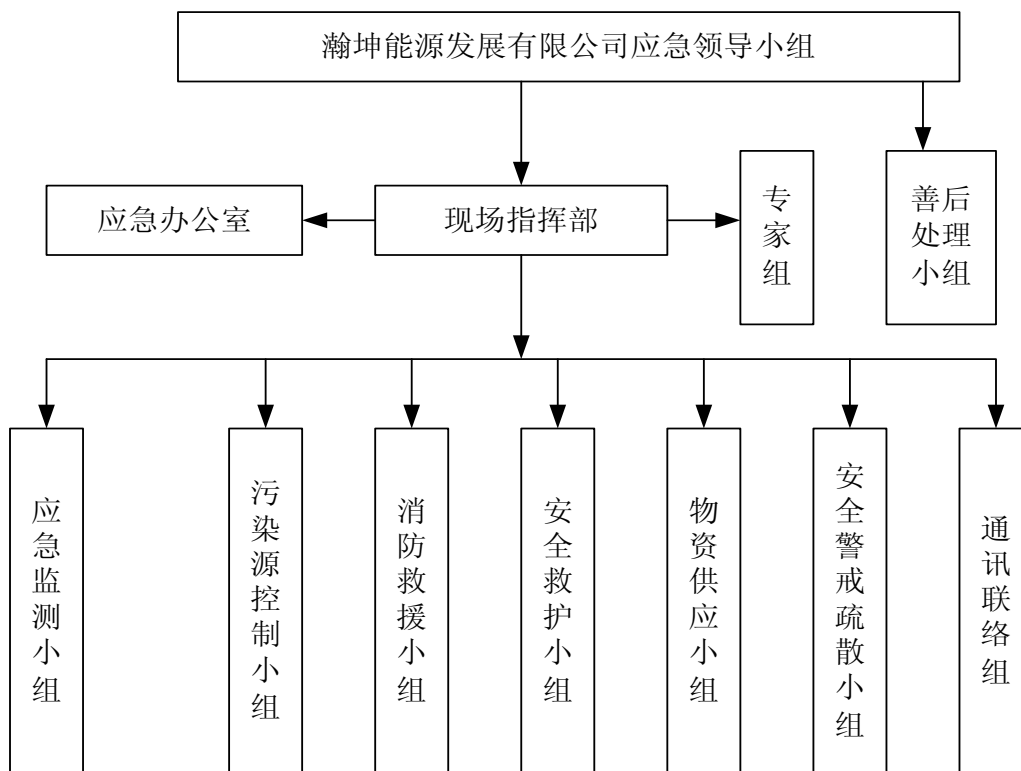 瀚坤能源发展有限公司应急领导小组
应急办公室
现场指挥部
专家组
善后
处理
小组
应急监测小组
污染源控制小组
消防救援小组
安全救护小组
物资供应小组
安全警戒疏散小组
通讯联络组